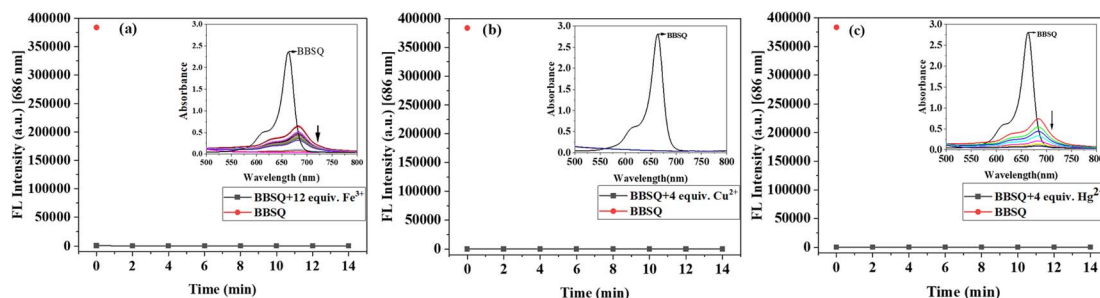 (a)
FL Intensity (a.u.) [686 nm]
400000
350000
300000
250000
200000
150000
100000
50000
0
0 2 4 6 8 10 12 14
Time (min)
Absorbance
3.0
2.5
2.0
1.5
1.0
0.5
0.0
500 550 600 650 700 750 800
Wavelength (nm)
BBSQ
BBSQ+12 equiv. Fe³⁺
BBSQ
(b)
FL Intensity (a.u.) [686 nm]
400000
350000
300000
250000
200000
150000
100000
50000
0
0 2 4 6 8 10 12 14
Time (min)
Absorbance
3.0
2.5
2.0
1.5
1.0
0.5
0.0
500 550 600 650 700 750 800
Wavelength(nm)
BBSQ
BBSQ+4 equiv. Cu²⁺
BBSQ
(c)
FL Intensity (a.u.) [686 nm]
400000
350000
300000
250000
200000
150000
100000
50000
0
0 2 4 6 8 10 12 14
Time (min)
Absorbance
3.0
2.5
2.0
1.5
1.0
0.5
0.0
500 550 600 650 700 750 800
Wavelength(nm)
BBSQ
BBSQ+4 equiv. Hg²
BBSQ